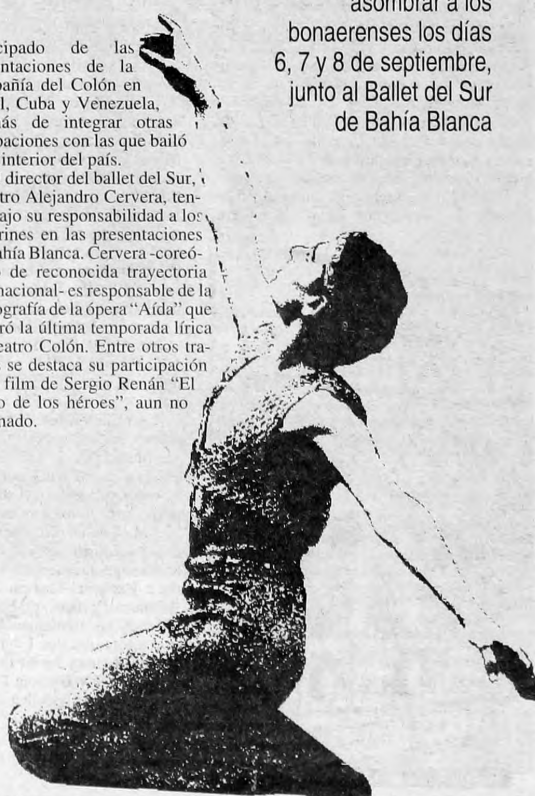 asombrar a los
bonaerenses los días
6, 7 y 8 de septiembre,
junto al Ballet del Sur
de Bahía Blanca
cipado de las
ntaciones de la
pañía del Colón en
l, Cuba y Venezuela,
ás de integrar otras
paciones con las que bailó
interior del país.
director del ballet del Sur,
tro Alejandro Cervera, ten-
ajo su responsabilidad a los
rines en las presentaciones
ahía Blanca. Cervera -coreó-
o de reconocida trayectoria
nacional- es responsable de la
ografía de la ópera "Aída" que
ró la última temporada lírica
eatro Colón. Entre otros tra-
se destaca su participación
film de Sergio Renán "El
o de los héroes", aun no
nado.